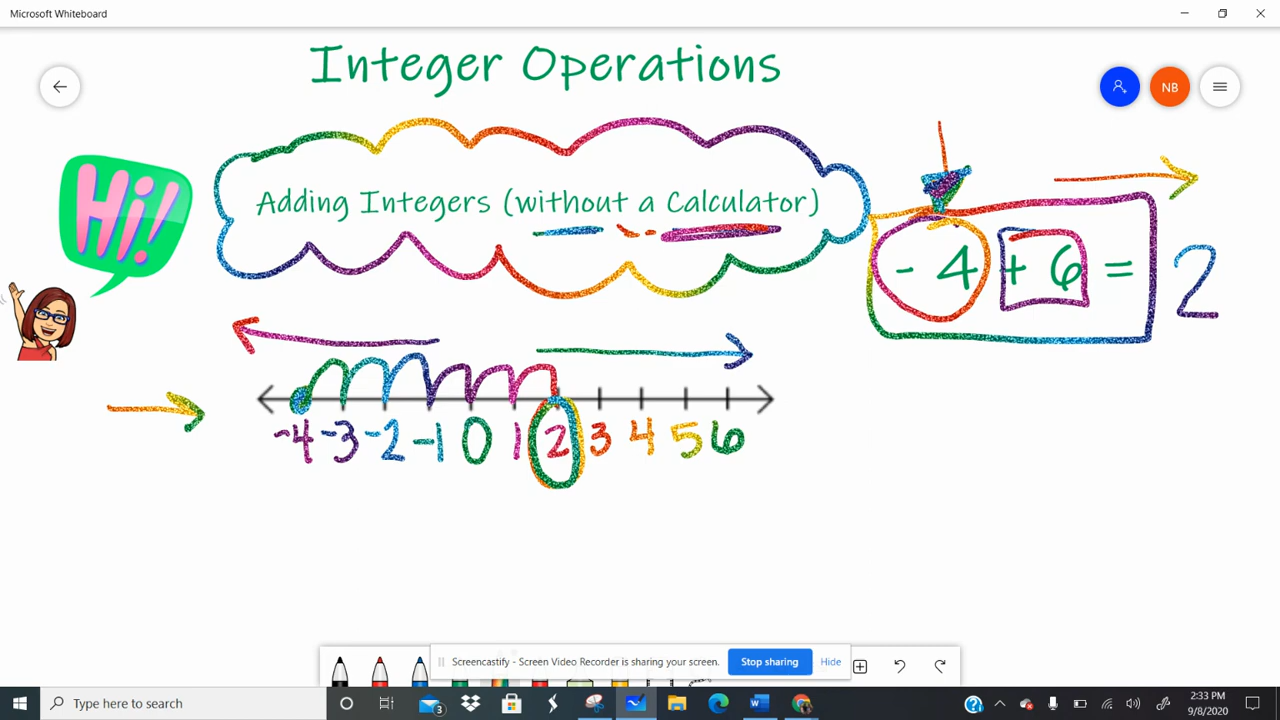 Microsoft Whiteboard
Integer Operations
NB
Hi!
Adding Integers (without a Calculator)
- 4 + 6 = 2
-4 -3 -2 -1 0 1 2 3 4 5 6
Screencastify - Screen Video Recorder is sharing your screen. Stop sharing Hide
Type here to search
3
2:33 PM
9/8/2020